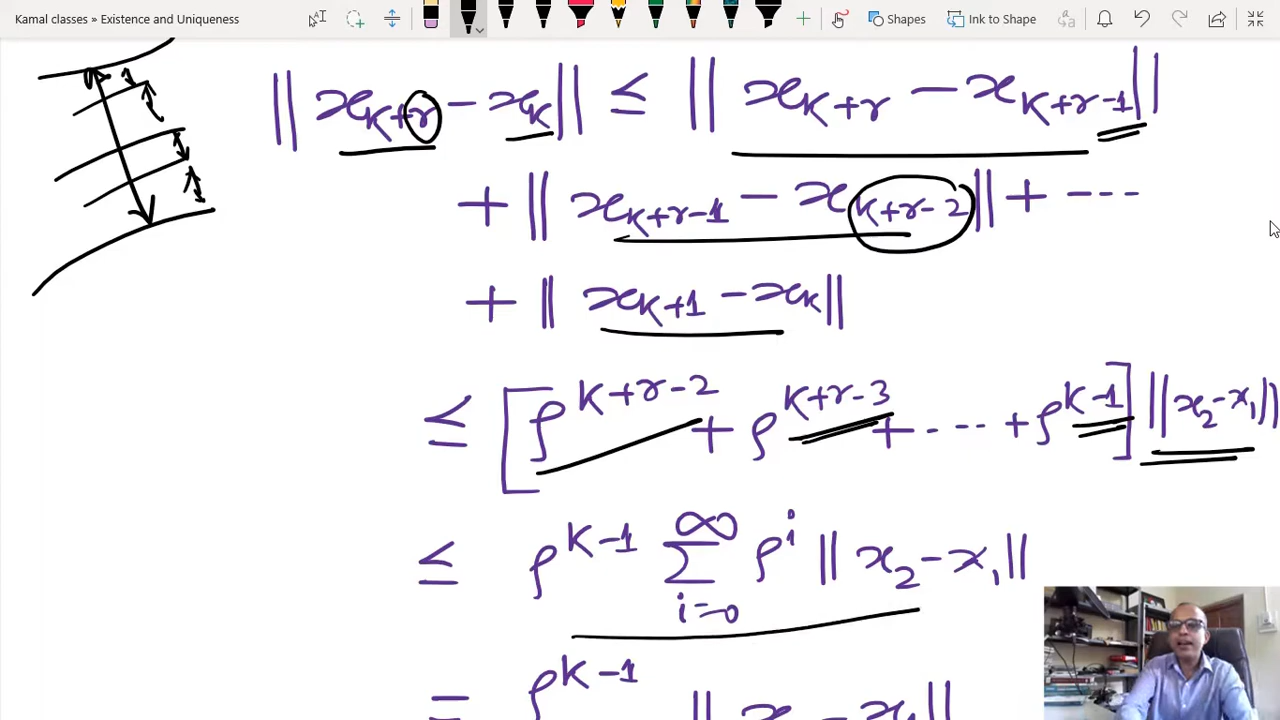 Kamal classes » Existence and Uniqueness
Shapes
Ink to Shape
|| x_{K+r} - x_K || ≤ || x_{K+r} - x_{K+r-1} ||
+ || x_{K+r-1} - x_{K+r-2} || + ---
+ || x_{K+1} - x_K ||
≤ [ ρ^{K+r-2} + ρ^{K+r-3} + --- + ρ^{K-1} ] || x_2 - x_1 ||
≤ ρ^{K-1} ∑_{i=0}^{∞} ρ^i || x_2 - x_1 ||
= ρ^{K-1}